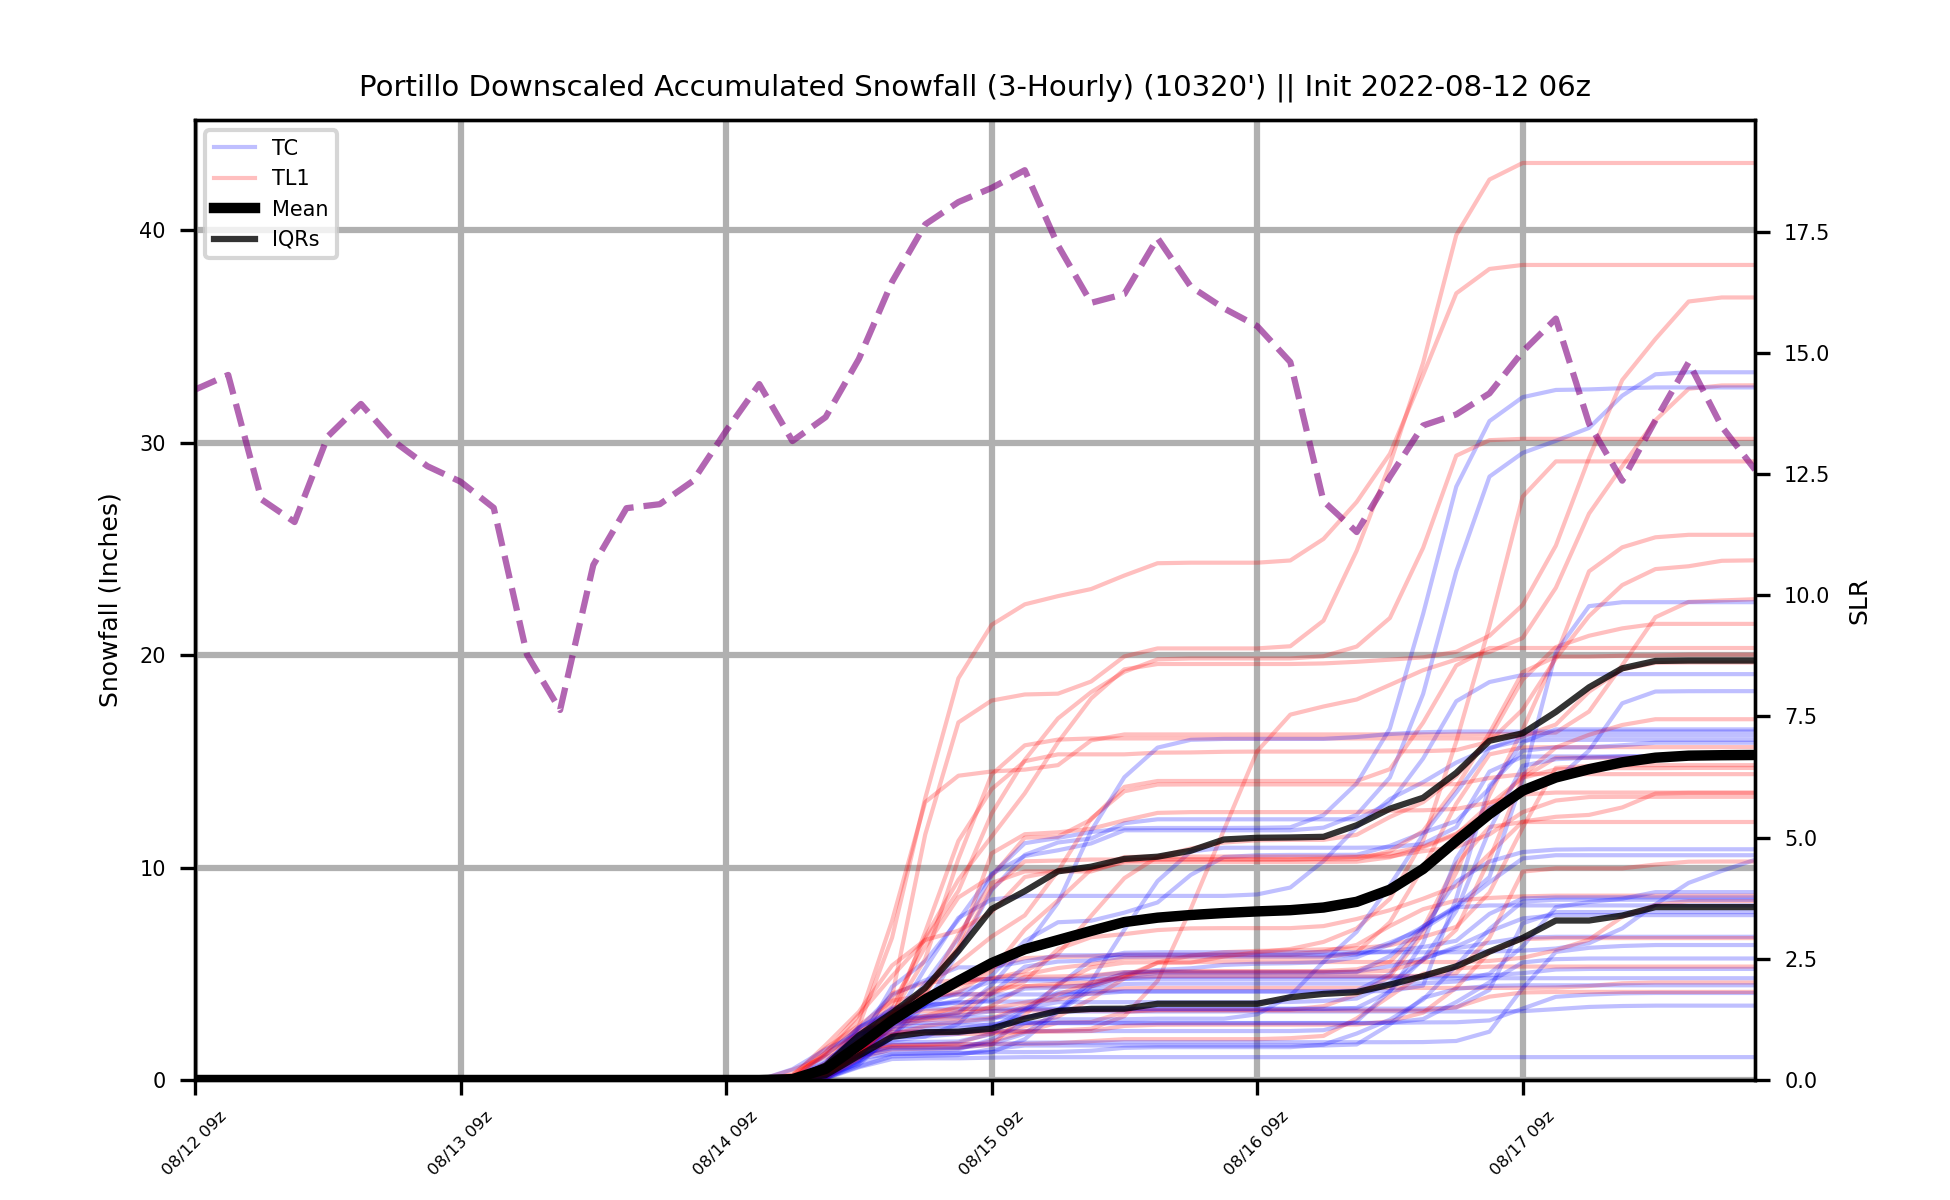 Portillo Downscaled Accumulated Snowfall (3-Hourly) (10320') || Init 2022-08-12 06z
TC
TL1
Mean
IQRs
40
30
20
10
0
Snowfall (Inches)
17.5
15.0
12.5
10.0
7.5
5.0
2.5
0.0
SLR
08/12 09z
08/13 09z
08/14 09z
08/15 09z
08/16 09z
08/17 09z